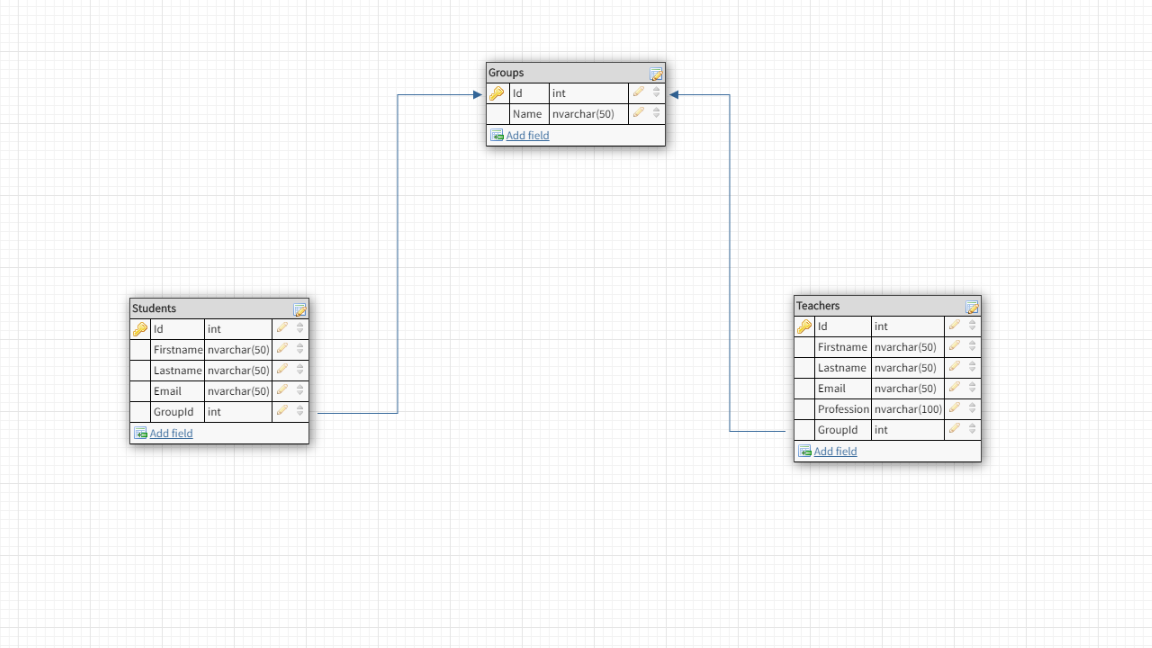 Groups
Id int
Name nvarchar(50)
Add field
Students
Id int
Firstname nvarchar(50)
Lastname nvarchar(50)
Email nvarchar(50)
GroupId int
Add field
Teachers
Id int
Firstname nvarchar(50)
Lastname nvarchar(50)
Email nvarchar(50)
Profession nvarchar(100)
GroupId int
Add field